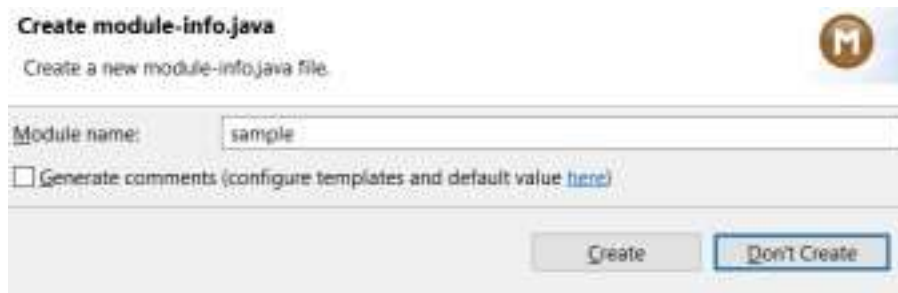 Create module-info.java
Create a new module-info.java file.
M
Module name: sample
Generate comments (configure templates and default value here)
Create Don't Create